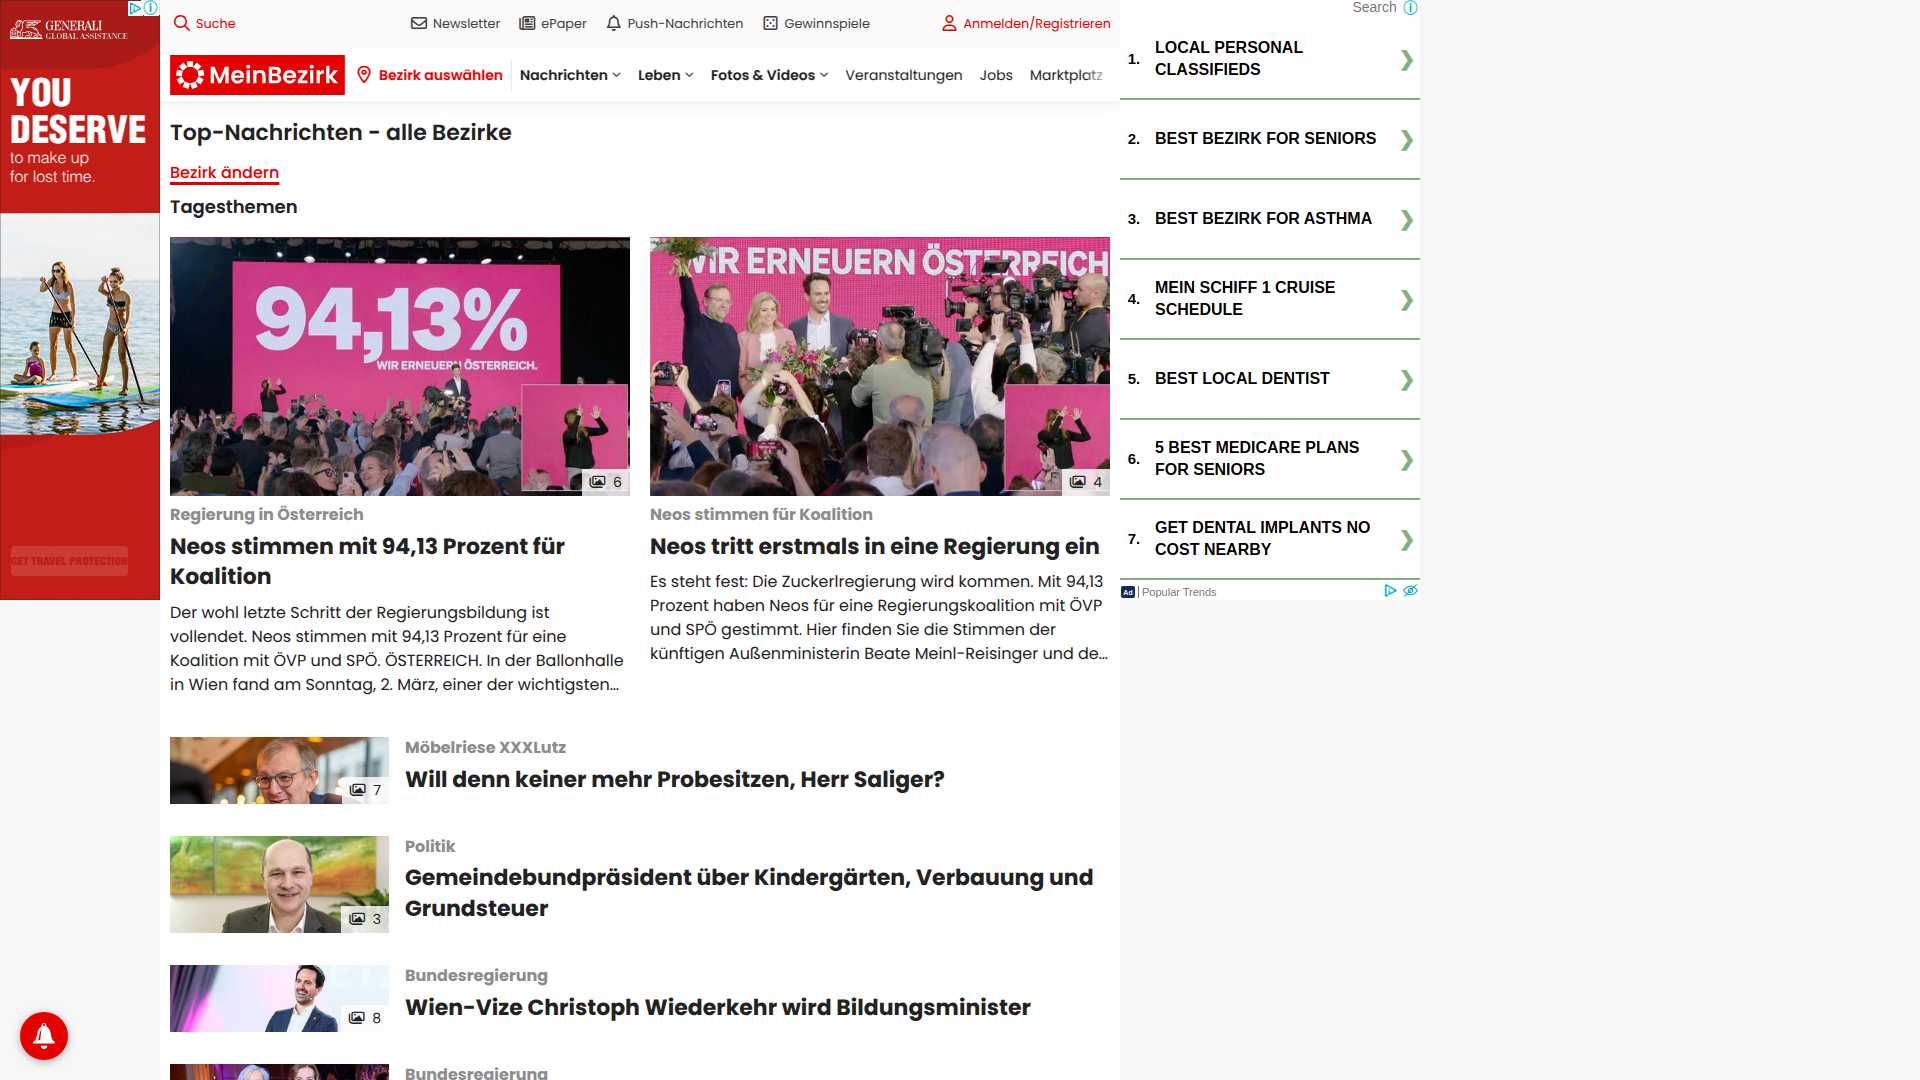 GENERALI
GLOBAL ASSISTANCE
YOU
DESERVE
to make up
for lost time.
GET TRAVEL PROTECTION
Suche
Newsletter
ePaper
Push-Nachrichten
Gewinnspiele
Anmelden/Registrieren
MeinBezirk
Bezirk auswählen
Nachrichten
Leben
Fotos & Videos
Veranstaltungen
Jobs
Marktplatz
Top-Nachrichten - alle Bezirke
Bezirk ändern
Tagesthemen
94,13%
WIR ERNEUERN ÖSTERREICH.
6
Regierung in Österreich
Neos stimmen mit 94,13 Prozent für
Koalition
Der wohl letzte Schritt der Regierungsbildung ist
vollendet. Neos stimmen mit 94,13 Prozent für eine
Koalition mit ÖVP und SPÖ. ÖSTERREICH. In der Ballonhalle
in Wien fand am Sonntag, 2. März, einer der wichtigsten...
WIR ERNEUERN ÖSTERREICH
4
Neos stimmen für Koalition
Neos tritt erstmals in eine Regierung ein
Es steht fest: Die Zuckerlregierung wird kommen. Mit 94,13
Prozent haben Neos für eine Regierungskoalition mit ÖVP
und SPÖ gestimmt. Hier finden Sie die Stimmen der
künftigen Außenministerin Beate Meinl-Reisinger und de...
7
Möbelriese XXXLutz
Will denn keiner mehr Probesitzen, Herr Saliger?
3
Politik
Gemeindebundpräsident über Kindergärten, Verbauung und
Grundsteuer
8
Bundesregierung
Wien-Vize Christoph Wiederkehr wird Bildungsminister
Bundesregierung
Search
1. LOCAL PERSONAL
CLASSIFIEDS
2. BEST BEZIRK FOR SENIORS
3. BEST BEZIRK FOR ASTHMA
4. MEIN SCHIFF 1 CRUISE
SCHEDULE
5. BEST LOCAL DENTIST
6. 5 BEST MEDICARE PLANS
FOR SENIORS
7. GET DENTAL IMPLANTS NO
COST NEARBY
Ad | Popular Trends